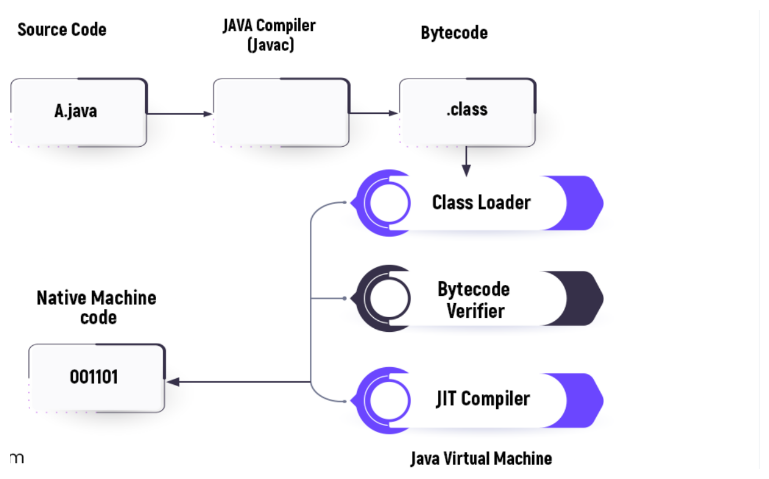 Source Code
JAVA Compiler
(Javac)
Bytecode
A.java
.class
Class Loader
Bytecode
Verifier
Native Machine
code
001101
JIT Compiler
Java Virtual Machine
m